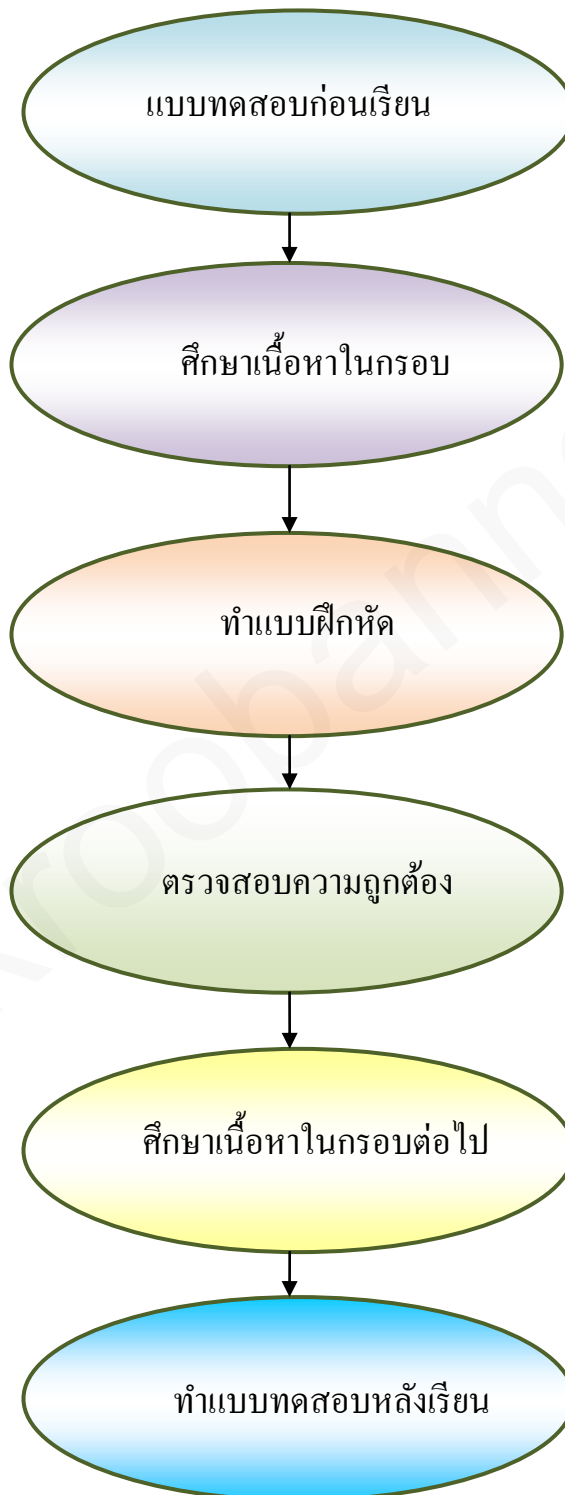 แบบทดสอบก่อนเรียน
ศึกษาเนื้อหาในกรอบ
ทำแบบฝึกหัด
ตรวจสอบความถูกต้อง
ศึกษาเนื้อหาในกรอบต่อไป
ทำแบบทดสอบหลังเรียน